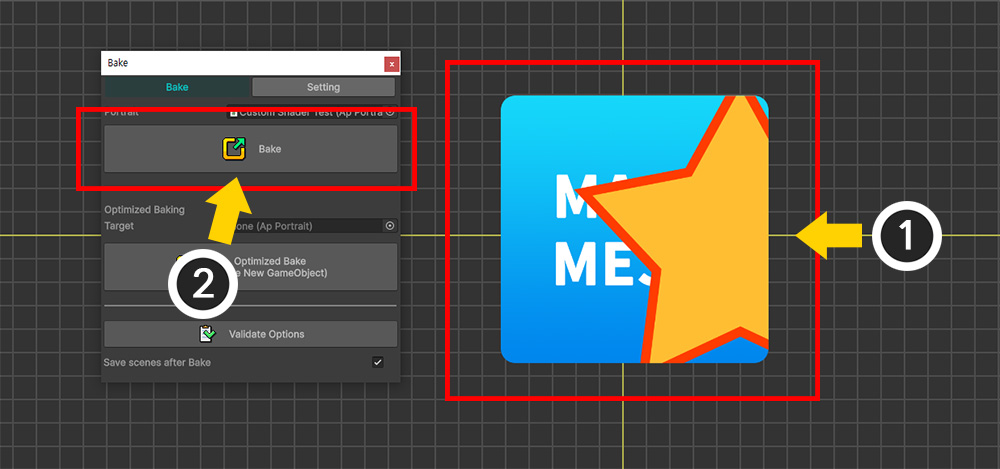 Bake
x
Bake Setting
Portrait Custom Shader Test (Ap Portra
Bake
Optimized Baking
Target one (Ap Portrait)
Optimized Bake
e New GameObject)
Validate Options
Save scenes after Bake
2
MA
MES
1